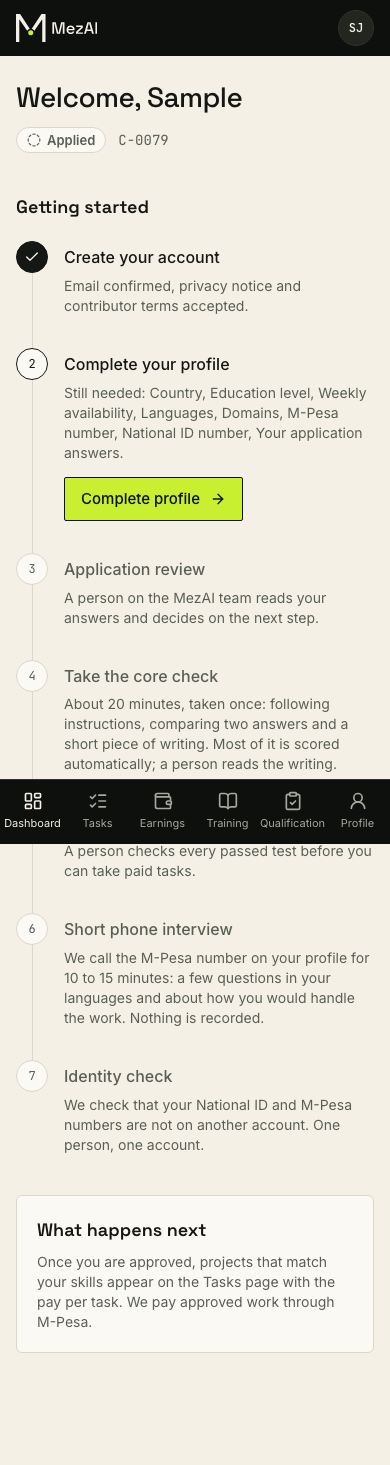 MezAI
SJ
Welcome, Sample
Applied
C-0079
Getting started
Create your account
Email confirmed, privacy notice and
contributor terms accepted.
2
Complete your profile
Still needed: Country, Education level, Weekly
availability, Languages, Domains, M-Pesa
number, National ID number, Your application
answers.
Complete profile
3
Application review
A person on the MezAI team reads your
answers and decides on the next step.
4
Take the core check
About 20 minutes, taken once: following
instructions, comparing two answers and a
short piece of writing. Most of it is scored
automatically; a person reads the writing.
Dashboard
Tasks
Earnings
Training
Qualification
Profile
A person checks every passed test before you
can take paid tasks.
6
Short phone interview
We call the M-Pesa number on your profile for
10 to 15 minutes: a few questions in your
languages and about how you would handle
the work. Nothing is recorded.
7
Identity check
We check that your National ID and M-Pesa
numbers are not on another account. One
person, one account.
What happens next
Once you are approved, projects that match
your skills appear on the Tasks page with the
pay per task. We pay approved work through
M-Pesa.